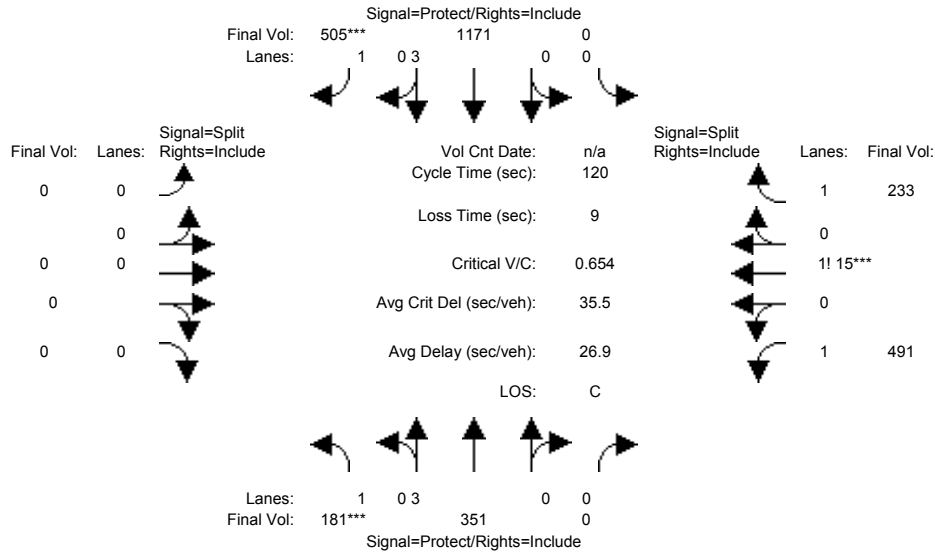 Signal=Protect/Rights=Include
Final Vol: 505*** 1171 0
Lanes: 1 0 3 0 0
Signal=Split
Rights=Include
Final Vol: Lanes:
0 0
0
0 0
0
0 0
Vol Cnt Date: n/a
Cycle Time (sec): 120
Loss Time (sec): 9
Critical V/C: 0.654
Avg Crit Del (sec/veh): 35.5
Avg Delay (sec/veh): 26.9
LOS: C
Signal=Split
Rights=Include
Lanes: Final Vol:
1 233
0
1! 15***
0
1 491
Lanes: 1 0 3 0 0
Final Vol: 181*** 351 0
Signal=Protect/Rights=Include